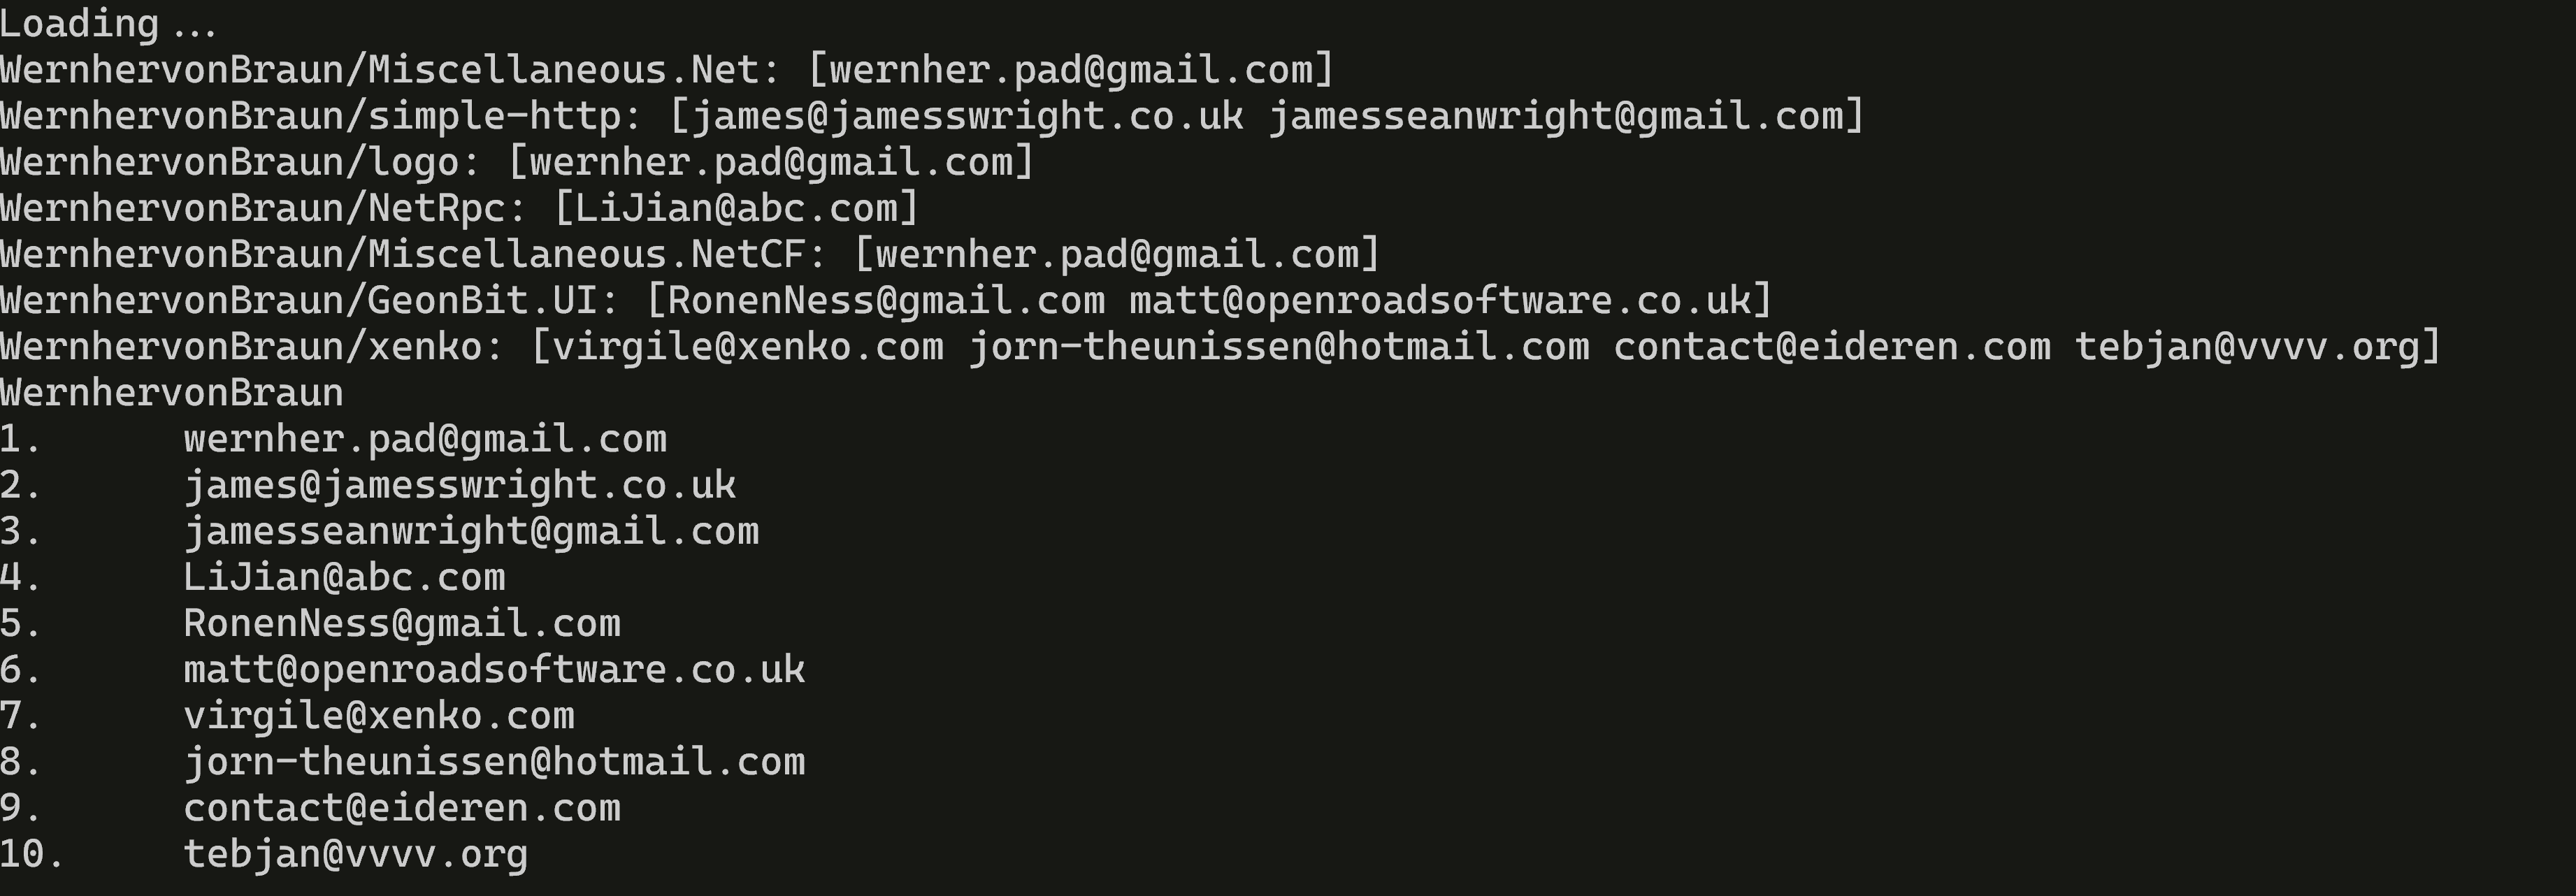 Loading ...
WernhervonBraun/Miscellaneous.Net: [wernher.pad@gmail.com]
WernhervonBraun/simple-http: [james@jamesswright.co.uk jamesseanwright@gmail.com]
WernhervonBraun/logo: [wernher.pad@gmail.com]
WernhervonBraun/NetRpc: [LiJian@abc.com]
WernhervonBraun/Miscellaneous.NetCF: [wernher.pad@gmail.com]
WernhervonBraun/GeonBit.UI: [RonenNess@gmail.com matt@openroadsoftware.co.uk]
WernhervonBraun/xenko: [virgile@xenko.com jorn-theunissen@hotmail.com contact@eideren.com tebjan@vvvv.org]
WernhervonBraun
1. wernher.pad@gmail.com
2. james@jamesswright.co.uk
3. jamesseanwright@gmail.com
4. LiJian@abc.com
5. RonenNess@gmail.com
6. matt@openroadsoftware.co.uk
7. virgile@xenko.com
8. jorn-theunissen@hotmail.com
9. contact@eideren.com
10. tebjan@vvvv.org